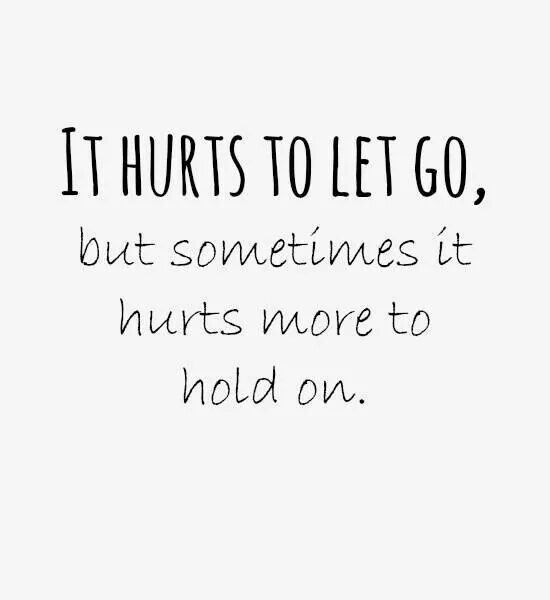 IT HURTS TO LET GO,
but sometimes it
hurts more to
hold on.